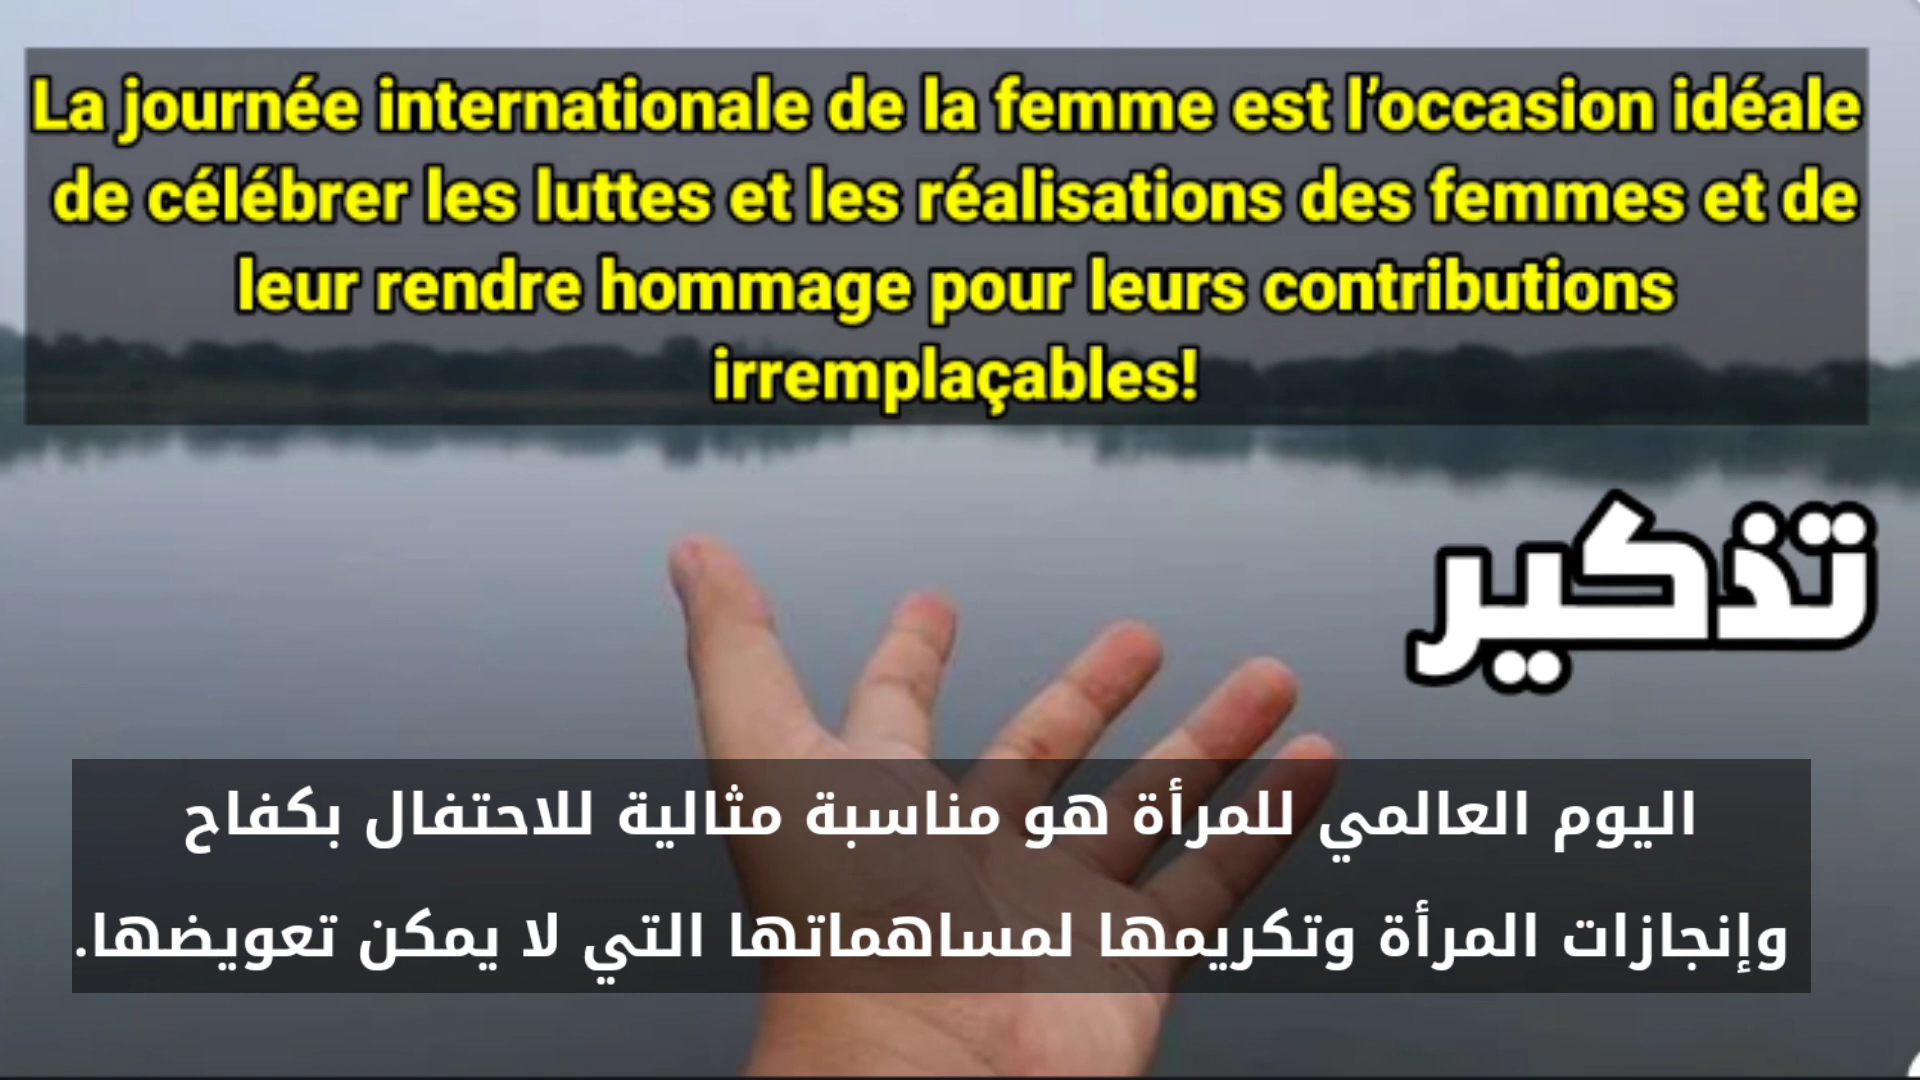 La journée internationale de la femme est l’occasion idéale
de célébrer les luttes et les réalisations des femmes et de
leur rendre hommage pour leurs contributions
irremplaçables!
تذكير
اليوم العالمي للمرأة هو مناسبة مثالية للاحتفال بكفاح
وإنجازات المرأة وتكريمها لمساهماتها التي لا يمكن تعويضها.